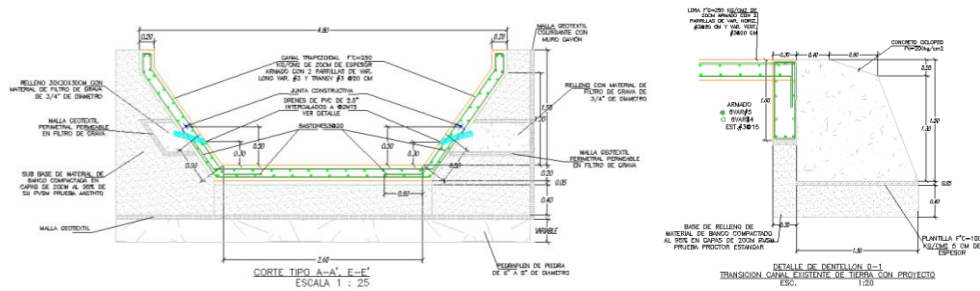 4.80
0.20
0.20
MALLA GEOTEXTIL
COLINDANTE CON
MURO GAVIÓN
CANAL TRAPEZOIDAL F'C=250
KG/CM2 DE 20CM DE ESPESOR
ARMADO CON 2 PARRILLAS DE VAR.
LONG VAR. #3 Y TRANSV #3 @20 CM
RELLENO 30X30X30CM CON
MATERIAL DE FILTRO DE GRAVA
DE 3/4" DE DIAMETRO
JUNTA CONSTRUCTIVA
DRENES DE PVC DE 2.5"
INTERCALADOS A @2MTS
VER DETALLE
BASTONES#3@20
RELLENO CON MATERIAL DE
FILTRO DE GRAVA DE
3/4" DE DIAMETRO
MALLA GEOTEXTIL
PERIMETRAL PERMEABLE
EN FILTRO DE GRAVA
MALLA GEOTEXTIL
PERIMETRAL PERMEABLE
EN FILTRO DE GRAVA
0.50
0.30
0.50
0.30
1.50
0.20
0.05
0.40
VARIABLE
0.60
SUB BASE DE MATERIAL DE
BANCO COMPACTADA EN
CAPAS DE 20CM AL 95% DE
SU PVSM PRUEBA AASTHTO
MALLA GEOTEXTIL
2.60
PEDRAPLEN DE PIEDRA
DE 6" A 8" DE DIAMETRO
CORTE TIPO A-A', E-E'
ESCALA 1 : 25
LOSA F'C=250 KG/CM2 DE
20CM ARMADO CON 2
PARRILLAS DE VAR. HORIZ.
#3@20 CM Y VAR. VERT.
#3@20 CM
0.30
0.40
0.80
CONCRETO CICLOPEO
1.00
ARMADO
6VAR#5
6VAR#4
EST.#3@15
1.30
0.05
0.40
BASE DE RELLENO DE
MATERIAL DE BANCO COMPACTADO
AL 95% EN CAPAS DE 20CM PVSM
PRUEBA PROCTOR ESTANDAR
PLANTILLA F'C=100
KG/CM2 5 CM DE
ESPESOR
DETALLE DE DENTELLON D-1
TRANSICION CANAL EXISTENTE DE TIERRA CON PROYECTO
ESC. 1:20